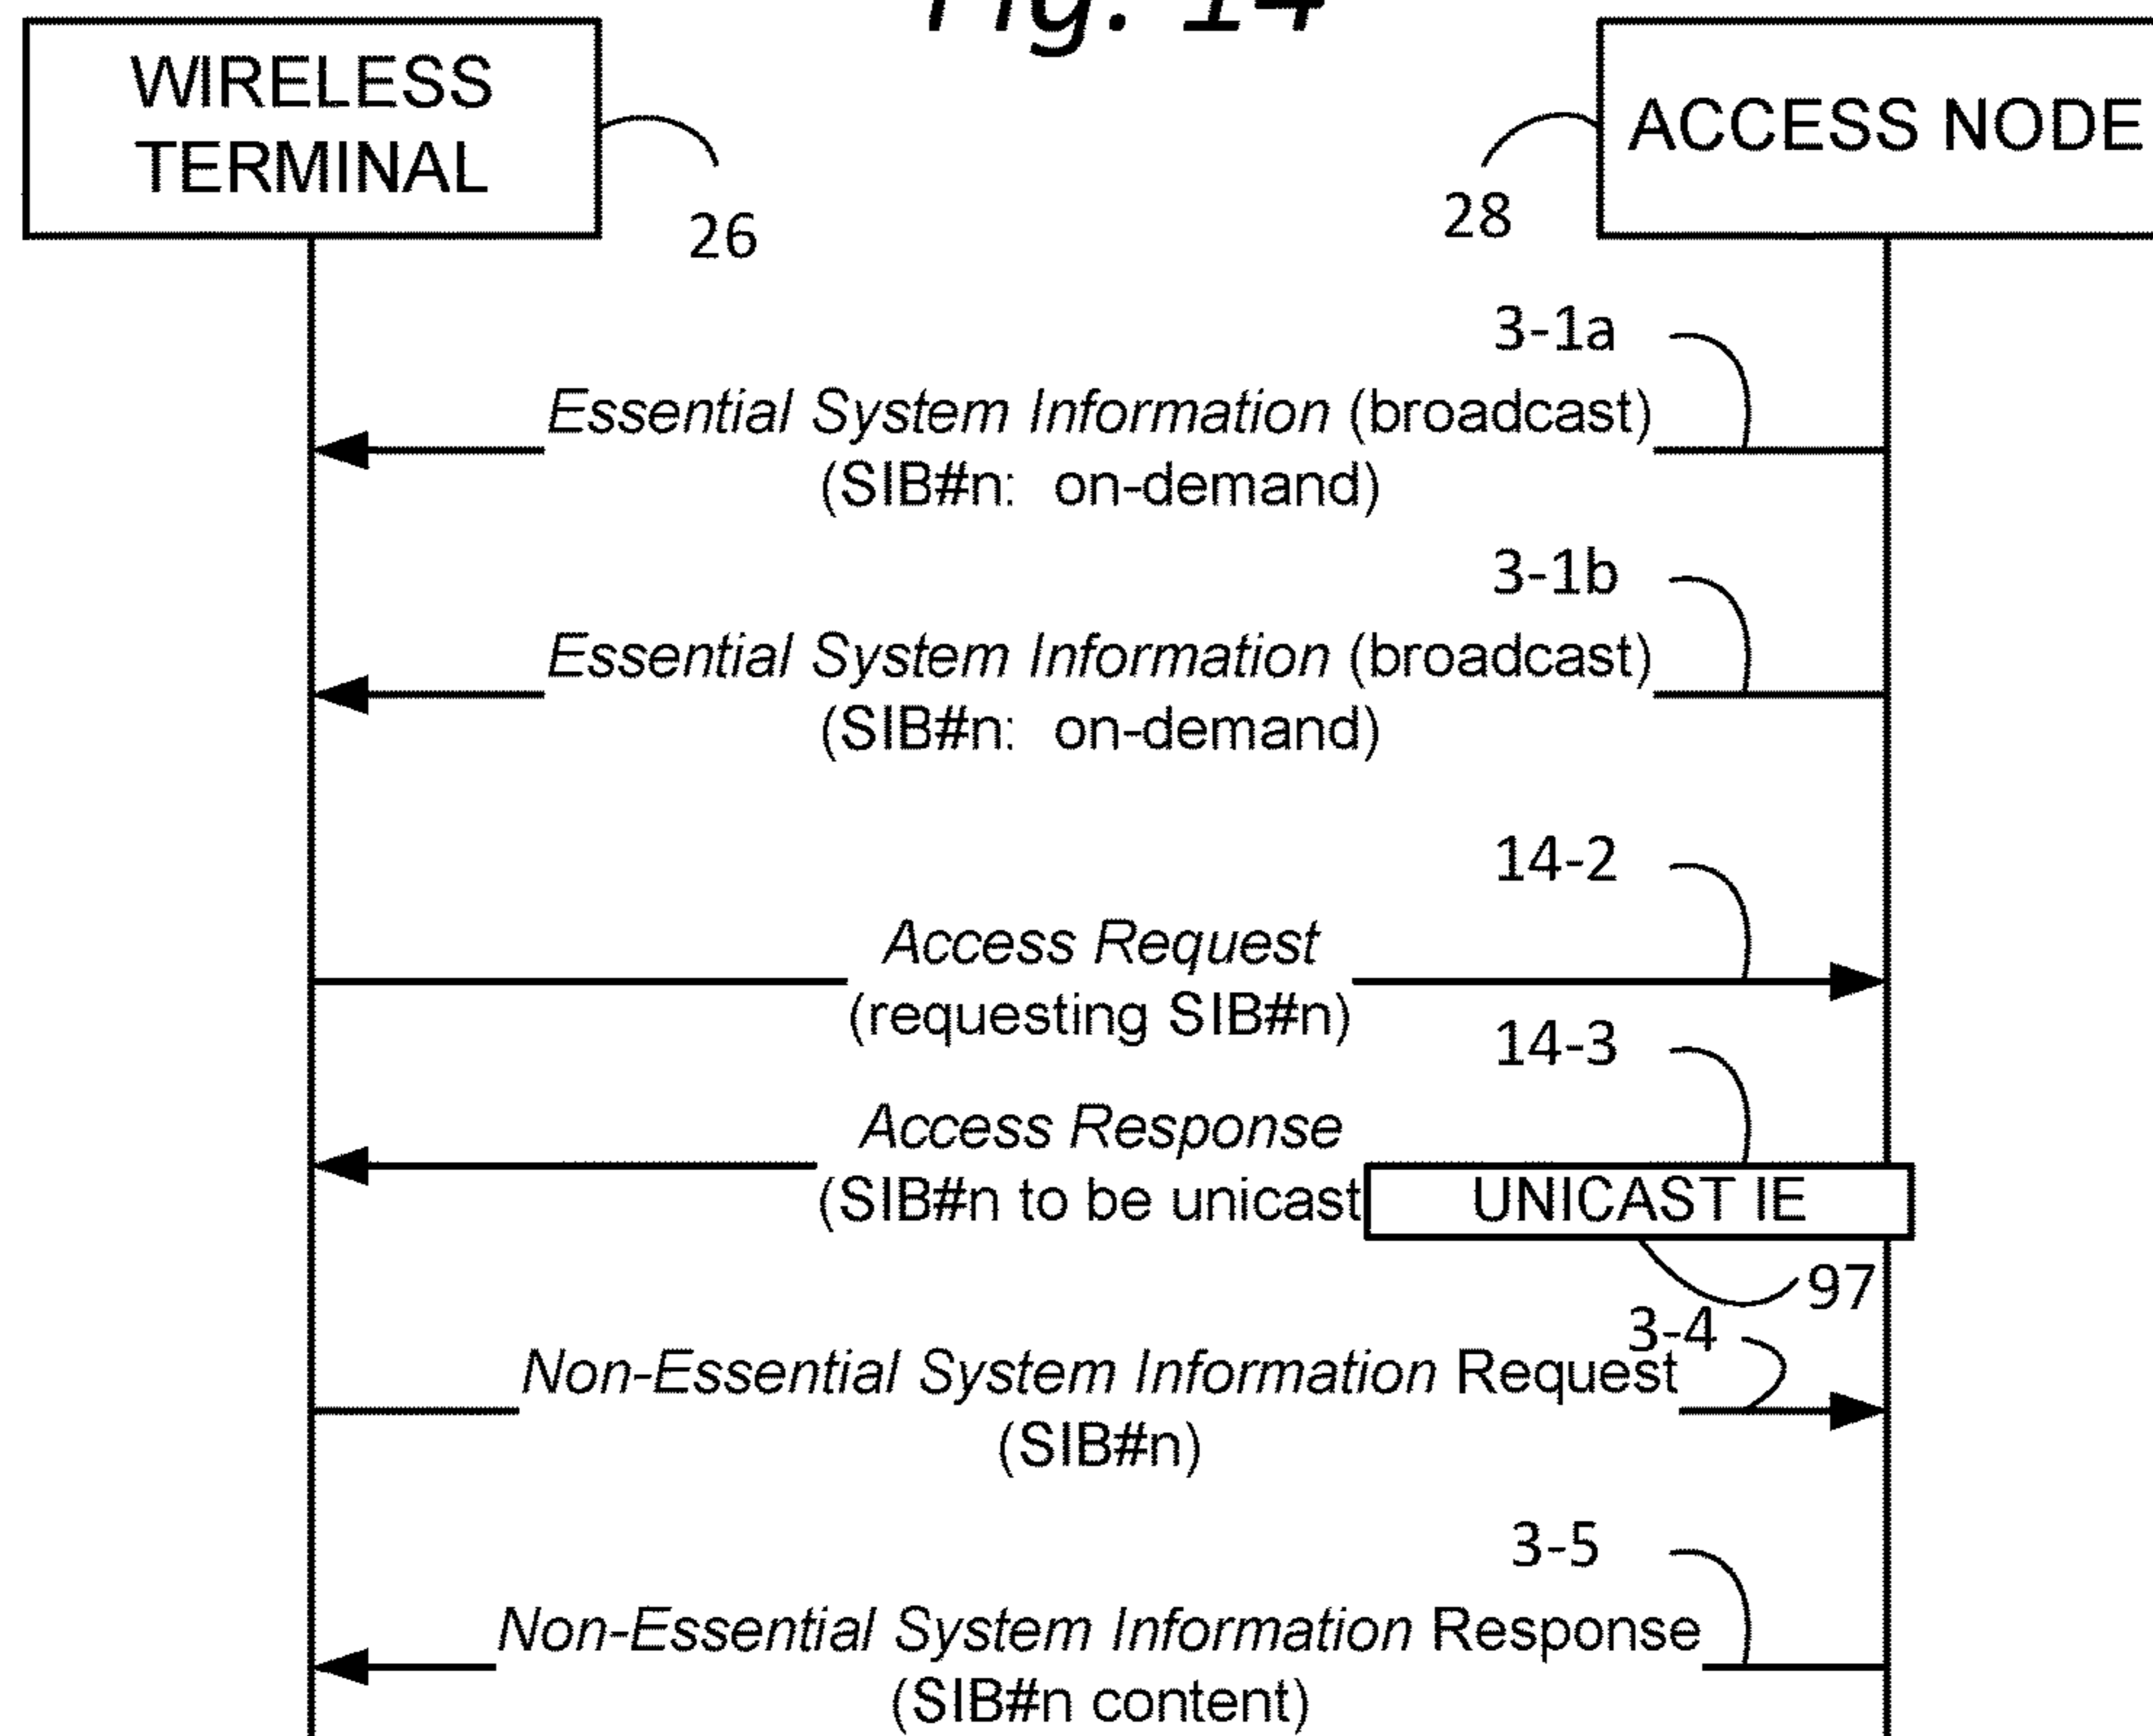 Fig. 14
WIRELESS
TERMINAL
ACCESS NODE
26
28
3-1a
Essential System Information (broadcast)
(SIB#n: on-demand)
3-1b
Essential System Information (broadcast)
(SIB#n: on-demand)
14-2
Access Request
(requesting SIB#n)
14-3
Access Response
(SIB#n to be unicast
UNICAST IE
97
3-4
Non-Essential System Information Request
(SIB#n)
3-5
Non-Essential System Information Response
(SIB#n content)